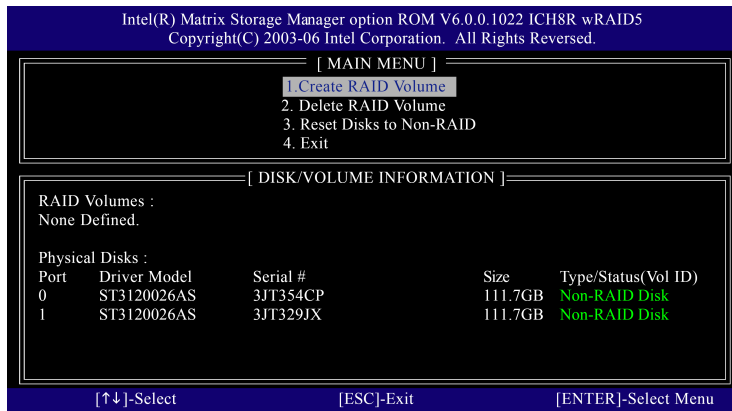 Intel(R) Matrix Storage Manager option ROM V6.0.0.1022 ICH8R wRAID5
Copyright(C) 2003-06 Intel Corporation. All Rights Reversed.
[ MAIN MENU ]
1.Create RAID Volume
2. Delete RAID Volume
3. Reset Disks to Non-RAID
4. Exit
[ DISK/VOLUME INFORMATION ]
RAID Volumes :
None Defined.
Physical Disks :
Port Driver Model Serial # Size Type/Status(Vol ID)
0 ST3120026AS 3JT354CP 111.7GB Non-RAID Disk
1 ST3120026AS 3JT329JX 111.7GB Non-RAID Disk
[↑↓]-Select [ESC]-Exit [ENTER]-Select Menu